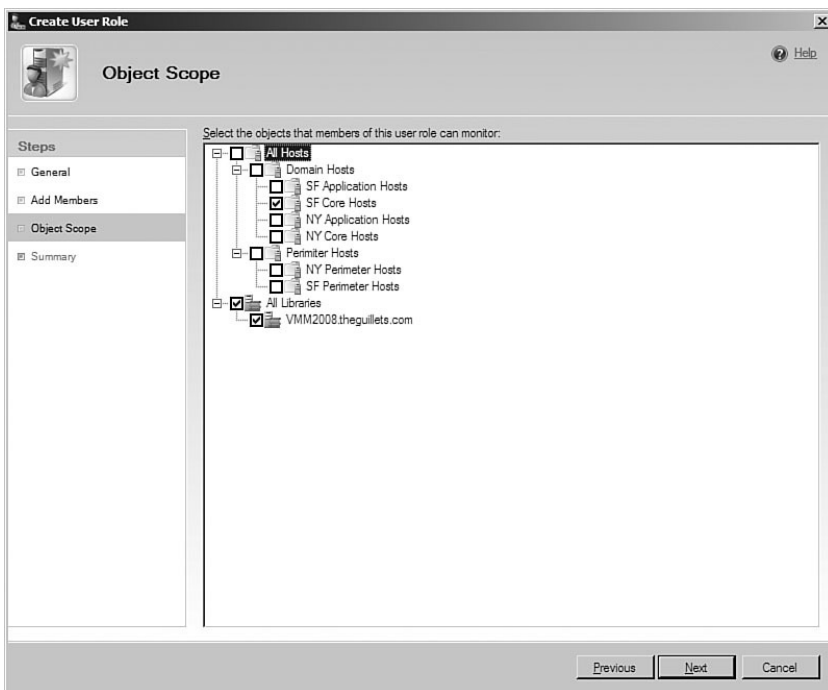 Create User Role
Help
Object Scope
Steps
General
Add Members
Object Scope
Summary
Select the objects that members of this user role can monitor:
All Hosts
Domain Hosts
SF Application Hosts
SF Core Hosts
NY Application Hosts
NY Core Hosts
Perimiter Hosts
NY Perimeter Hosts
SF Perimeter Hosts
All Libraries
VMM2008.theguillets.com
Previous
Next
Cancel